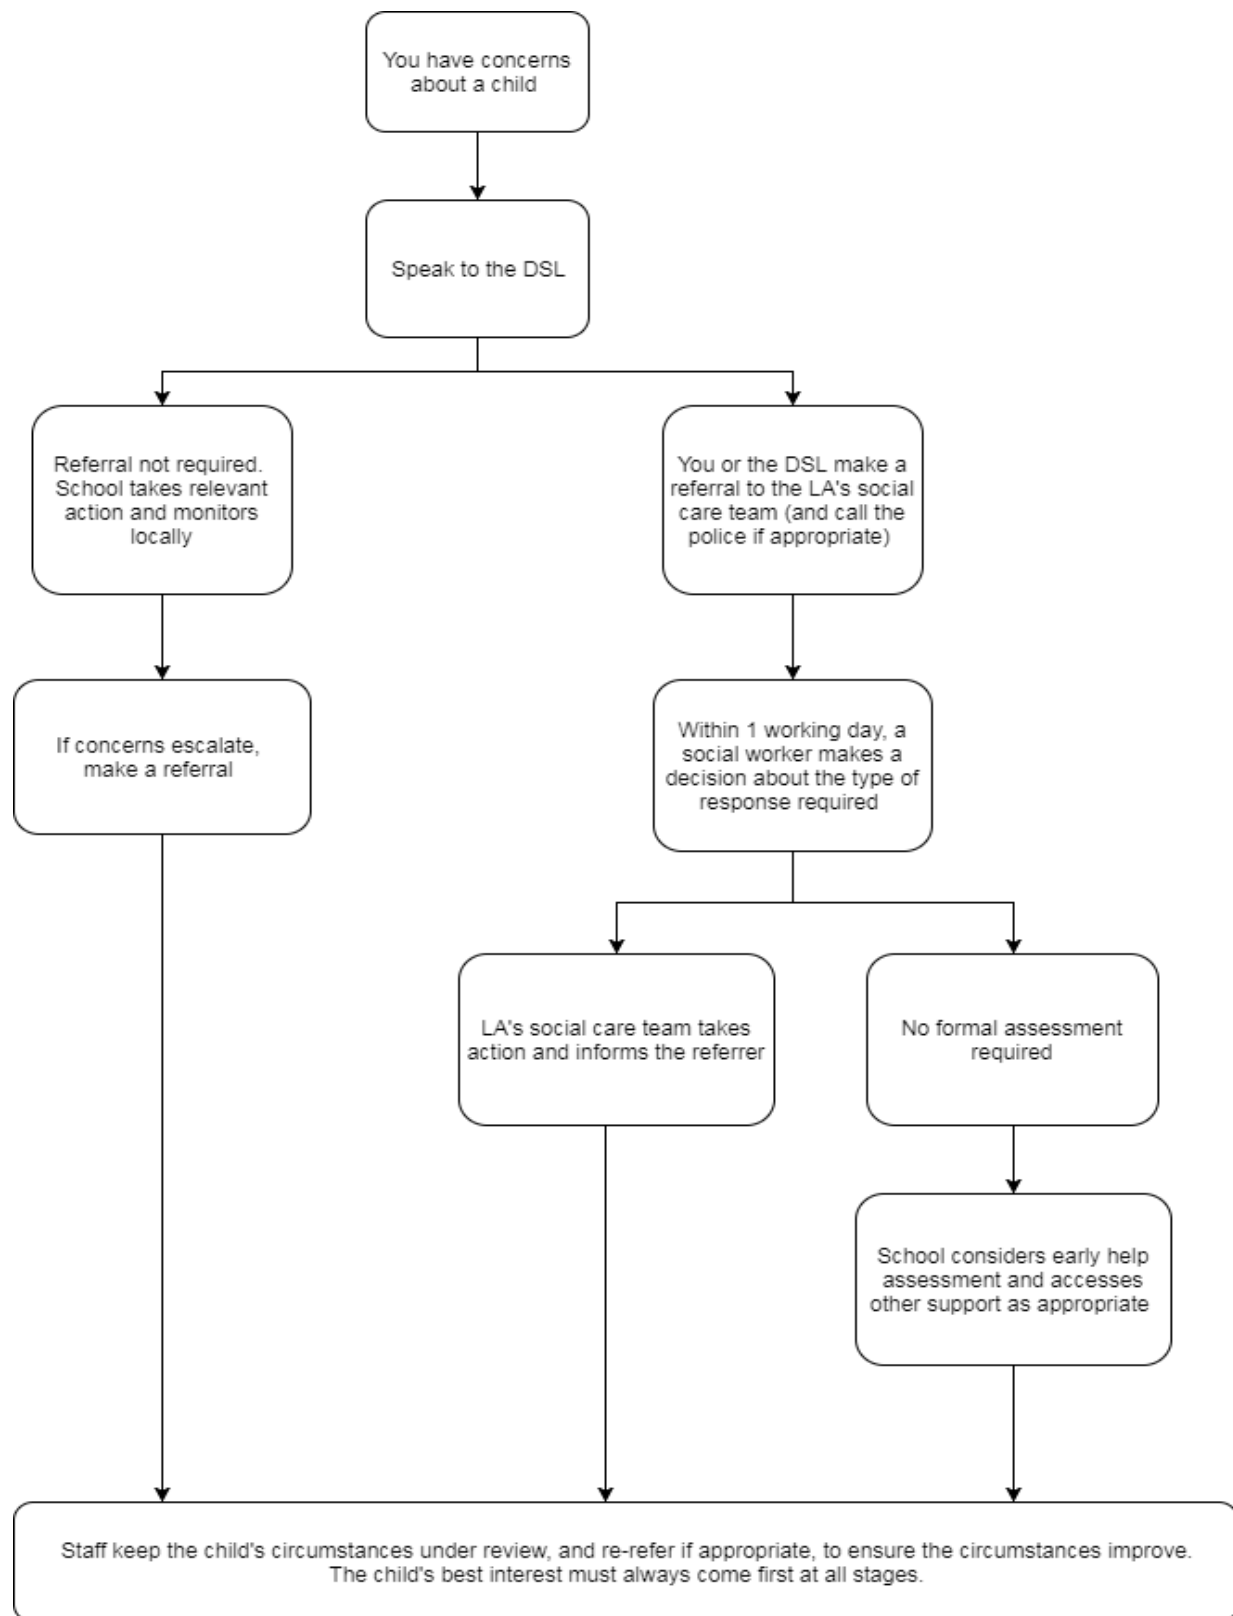 You have concerns
about a child
Speak to the DSL
Referral not required.
School takes relevant
action and monitors
locally
You or the DSL make a
referral to the LA's social
care team (and call the
police if appropriate)
If concerns escalate,
make a referral
Within 1 working day, a
social worker makes a
decision about the type of
response required
LA's social care team takes
action and informs the referrer
No formal assessment
required
School considers early help
assessment and accesses
other support as appropriate
Staff keep the child's circumstances under review, and re-refer if appropriate, to ensure the circumstances improve.
The child's best interest must always come first at all stages.